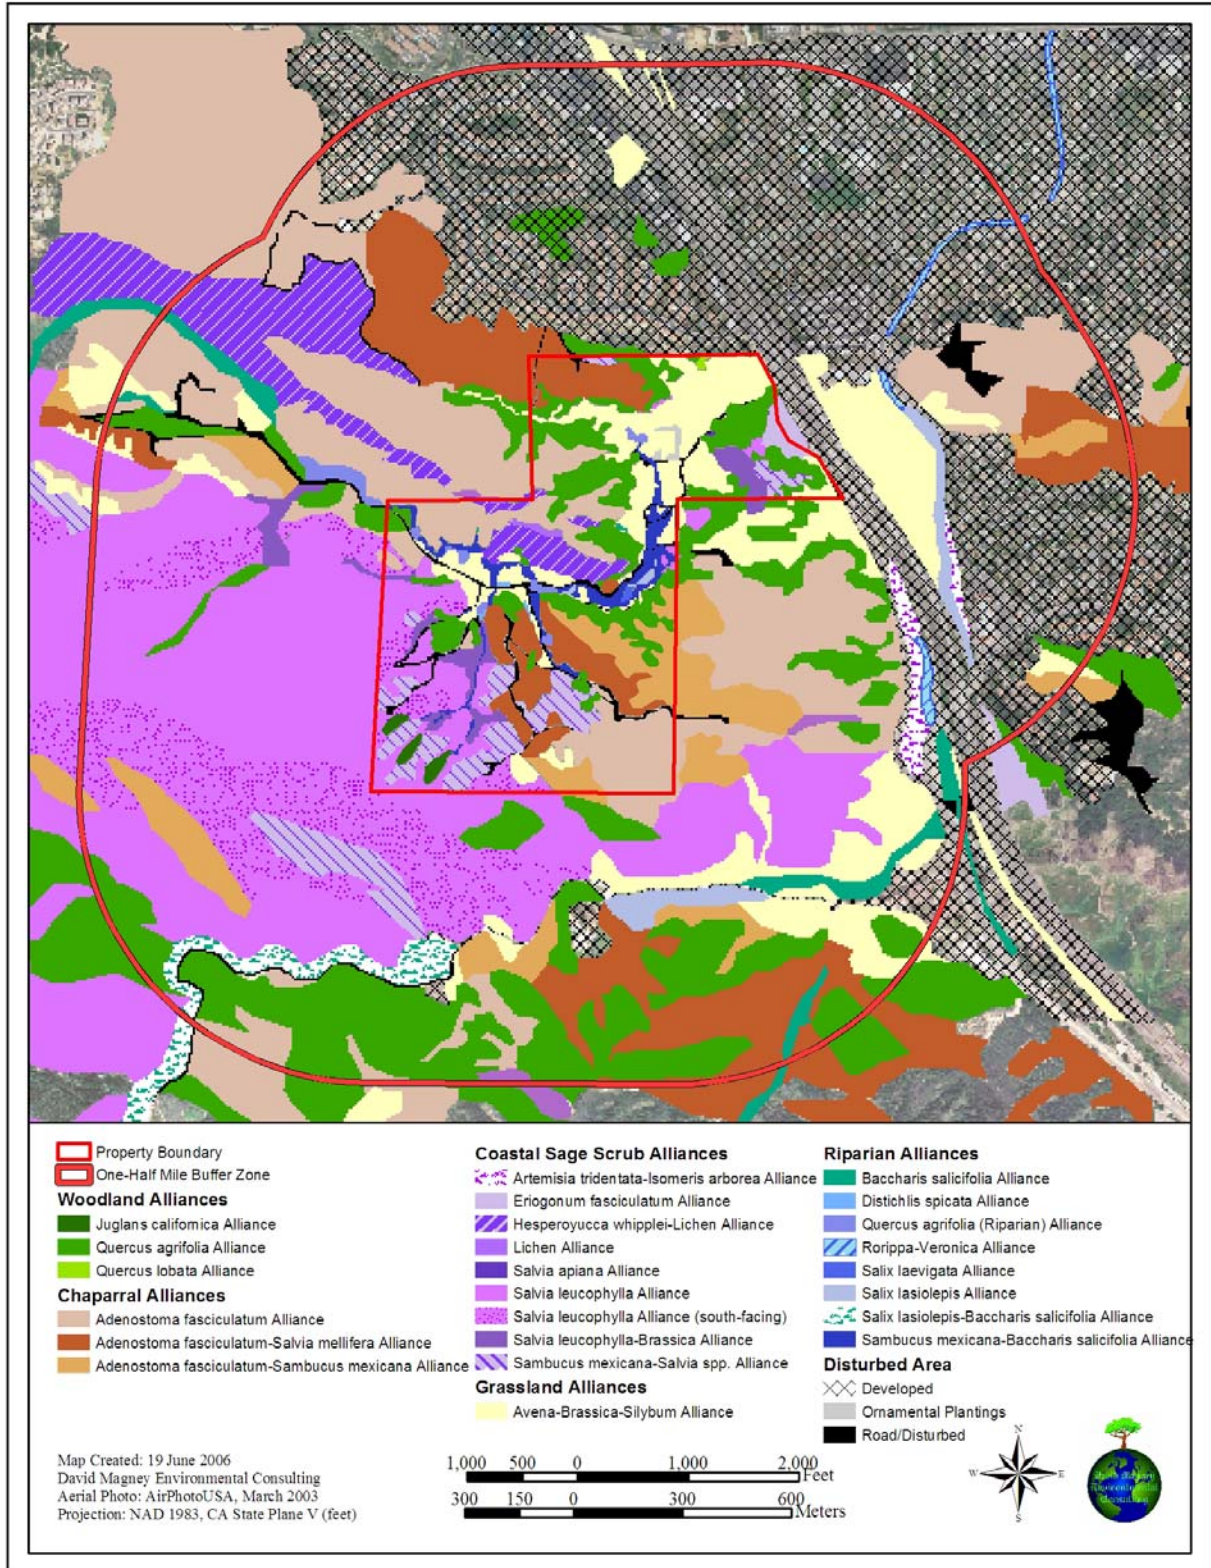 Property Boundary
One-Half Mile Buffer Zone
Woodland Alliances
Juglans californica Alliance
Quercus agrifolia Alliance
Quercus lobata Alliance
Chaparral Alliances
Adenostoma fasciculatum Alliance
Adenostoma fasciculatum-Salvia mellifera Alliance
Adenostoma fasciculatum-Sambucus mexicana Alliance
Coastal Sage Scrub Alliances
Artemisia tridentata-Isomeris arborea Alliance
Eriogonum fasciculatum Alliance
Hesperoyucca whipplei-Lichen Alliance
Lichen Alliance
Salvia apiana Alliance
Salvia leucophylla Alliance
Salvia leucophylla Alliance (south-facing)
Salvia leucophylla-Brassica Alliance
Sambucus mexicana-Salvia spp. Alliance
Grassland Alliances
Avena-Brassica-Silybum Alliance
Riparian Alliances
Baccharis salicifolia Alliance
Distichlis spicata Alliance
Quercus agrifolia (Riparian) Alliance
Rorippa-Veronica Alliance
Salix laevigata Alliance
Salix lasiolepis Alliance
Salix lasiolepis-Baccharis salicifolia Alliance
Sambucus mexicana-Baccharis salicifolia Alliance
Disturbed Area
Developed
Ornamental Plantings
Road/Disturbed
Map Created: 19 June 2006
David Magney Environmental Consulting
Aerial Photo: AirPhotoUSA, March 2003
Projection: NAD 1983, CA State Plane V (feet)
1,000 500 0 1,000 2,000
Feet
300 150 0 300 600
Meters
N
W E
S
David Magney
Environmental
Consulting